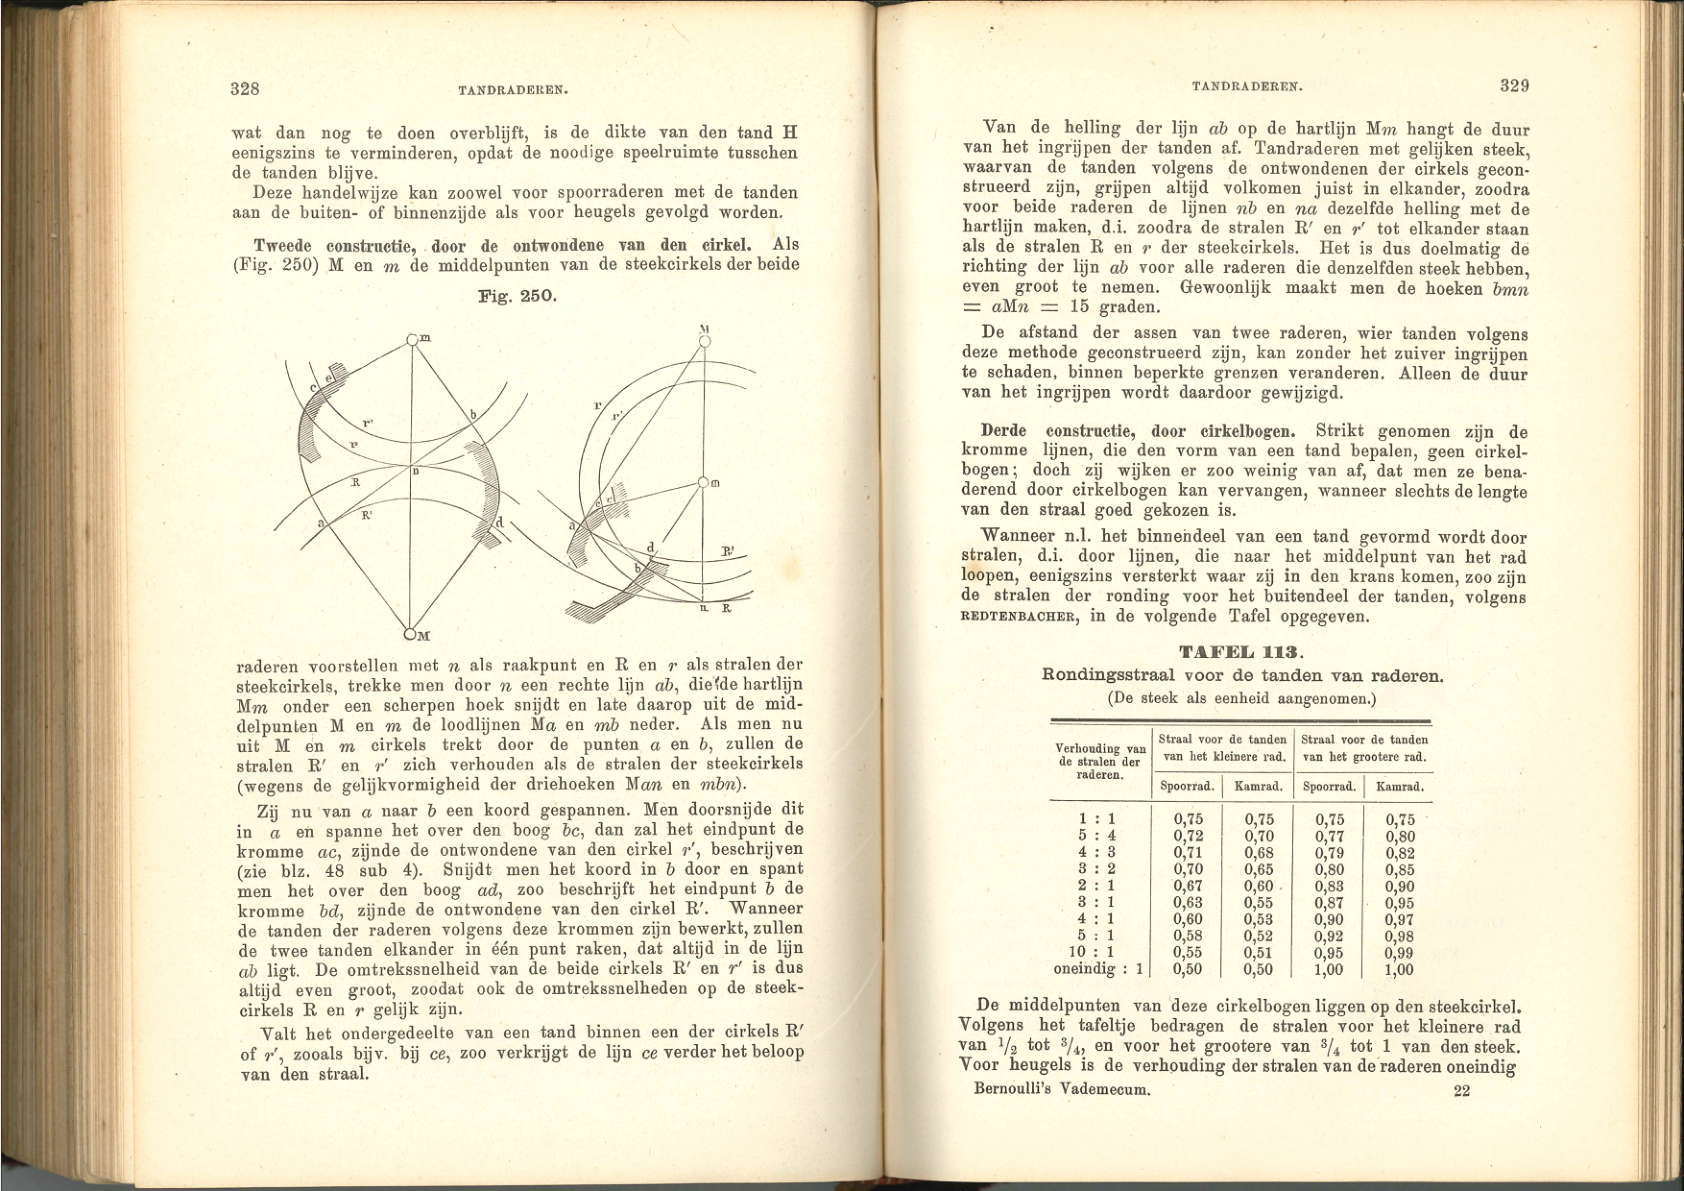 328
TANDRADEREN.
wat dan nog te doen overblijft, is de dikte van den tand H
eenigszins te verminderen, opdat de noodige speelruimte tusschen
de tanden blijve.
Deze handelwijze kan zoowel voor spoorraderen met de tanden
aan de buiten- of binnenzijde als voor heugels gevolgd worden.
Tweede constructie, door de ontwondene van den cirkel. Als
(Fig. 250) M en m de middelpunten van de steekcirkels der beide
Fig. 250.
m
c e
r'
r
b
n
R
a
R'
d
M
M
r
r'
m
e c
a
d
b
R'
n
R
raderen voorstellen met n als raakpunt en R en r als stralen der
steekcirkels, trekke men door n een rechte lijn ab, die de hartlijn
Mm onder een scherpen hoek snijdt en late daarop uit de mid-
delpunten M en m de loodlijnen Ma en mb neder. Als men nu
uit M en m cirkels trekt door de punten a en b, zullen de
stralen R' en r' zich verhouden als de stralen der steekcirkels
(wegens de gelijkvormigheid der driehoeken Man en mbn).
Zij nu van a naar b een koord gespannen. Men doorsnijde dit
in a en spanne het over den boog bc, dan zal het eindpunt de
kromme ac, zijnde de ontwondene van den cirkel r', beschrijven
(zie blz. 48 sub 4). Snijdt men het koord in b door en spant
men het over den boog ad, zoo beschrijft het eindpunt b de
kromme bd, zijnde de ontwondene van den cirkel R'. Wanneer
de tanden der raderen volgens deze krommen zijn bewerkt, zullen
de twee tanden elkander in één punt raken, dat altijd in de lijn
ab ligt. De omtrekssnelheid van de beide cirkels R' en r' is dus
altijd even groot, zoodat ook de omtrekssnelheden op de steek-
cirkels R en r gelijk zijn.
Valt het ondergedeelte van een tand binnen een der cirkels R'
of r', zooals bijv. bij ce, zoo verkrijgt de lijn ce verder het beloop
van den straal.
TANDRADEREN.
329
Van de helling der lijn ab op de hartlijn Mm hangt de duur
van het ingrijpen der tanden af. Tandraderen met gelijken steek,
waarvan de tanden volgens de ontwondenen der cirkels gecon-
strueerd zijn, grijpen altijd volkomen juist in elkander, zoodra
voor beide raderen de lijnen nb en na dezelfde helling met de
hartlijn maken, d.i. zoodra de stralen R' en r' tot elkander staan
als de stralen R en r der steekcirkels. Het is dus doelmatig de
richting der lijn ab voor alle raderen die denzelfden steek hebben,
even groot te nemen. Gewoonlijk maakt men de hoeken bmn
= aMn = 15 graden.
De afstand der assen van twee raderen, wier tanden volgens
deze methode geconstrueerd zijn, kan zonder het zuiver ingrijpen
te schaden, binnen beperkte grenzen veranderen. Alleen de duur
van het ingrijpen wordt daardoor gewijzigd.
Derde constructie, door cirkelbogen. Strikt genomen zijn de
kromme lijnen, die den vorm van een tand bepalen, geen cirkel-
bogen; doch zij wijken er zoo weinig van af, dat men ze bena-
derend door cirkelbogen kan vervangen, wanneer slechts de lengte
van den straal goed gekozen is.
Wanneer n.l. het binnendeel van een tand gevormd wordt door
stralen, d.i. door lijnen, die naar het middelpunt van het rad
loopen, eenigszins versterkt waar zij in den krans komen, zoo zijn
de stralen der ronding voor het buitendeel der tanden, volgens
REDTENBACHER, in de volgende Tafel opgegeven.
TAFEL 113.
Rondingsstraal voor de tanden van raderen.
(De steek als eenheid aangenomen.)
Verhouding van de stralen der raderen. Straal voor de tanden van het kleinere rad. Straal voor de tanden van het grootere rad.
Spoorrad. Kamrad. Spoorrad. Kamrad.
1 : 1 0,75 0,75 0,75 0,75
5 : 4 0,72 0,70 0,77 0,80
4 : 3 0,71 0,68 0,79 0,82
3 : 2 0,70 0,65 0,80 0,85
2 : 1 0,67 0,60 0,83 0,90
3 : 1 0,63 0,55 0,87 0,95
4 : 1 0,60 0,53 0,90 0,97
5 : 1 0,58 0,52 0,92 0,98
10 : 1 0,55 0,51 0,95 0,99
oneindig : 1 0,50 0,50 1,00 1,00
De middelpunten van deze cirkelbogen liggen op den steekcirkel.
Volgens het tafeltje bedragen de stralen voor het kleinere rad
van 1/2 tot 3/4, en voor het grootere van 3/4 tot 1 van den steek.
Voor heugels is de verhouding der stralen van de raderen oneindig
Bernoulli's Vademecum.
22